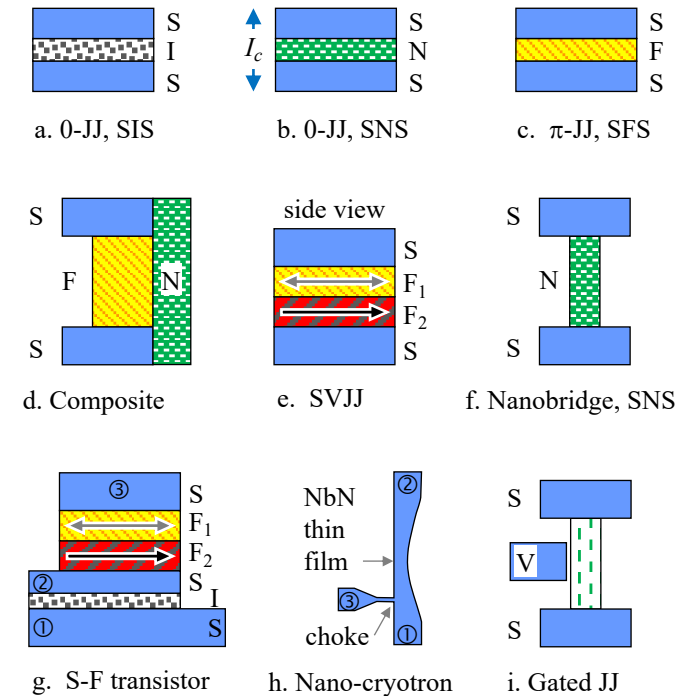 S
I
S
a. 0-JJ, SIS
I_c
S
N
S
b. 0-JJ, SNS
S
F
S
c. π-JJ, SFS
S
F
N
S
d. Composite
side view
S
F₁
F₂
S
e. SVJJ
S
N
S
f. Nanobridge, SNS
③
S
F₁
F₂
②
S
I
①
S
g. S-F transistor
②
NbN
thin
film
③
choke
①
h. Nano-cryotron
S
V
S
i. Gated JJ